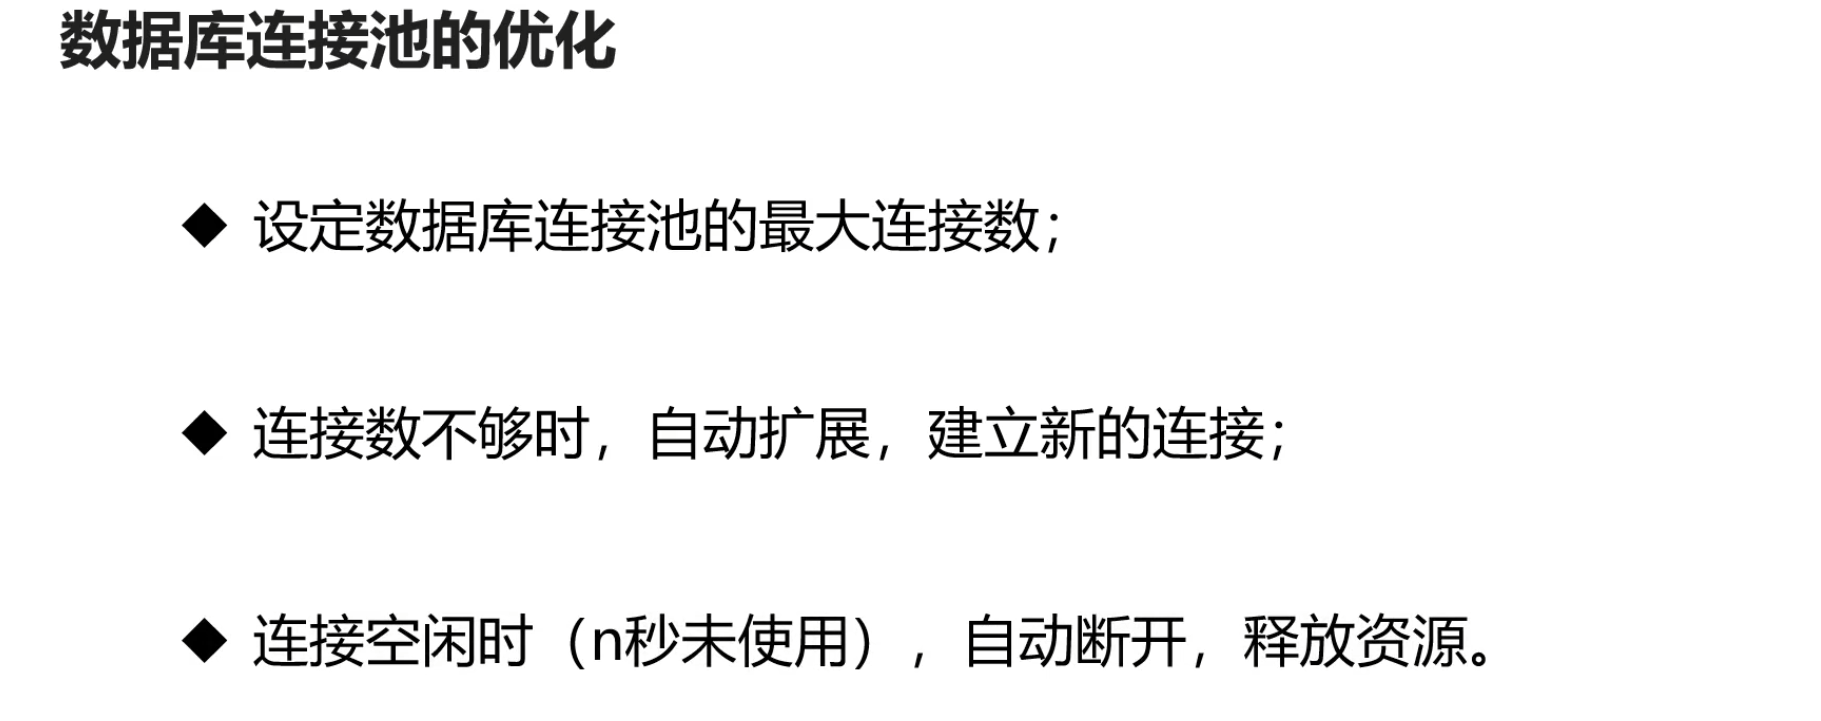 数据库连接池的优化
◆ 设定数据库连接池的最大连接数；
◆ 连接数不够时，自动扩展，建立新的连接；
◆ 连接空闲时（n秒未使用），自动断开，释放资源。